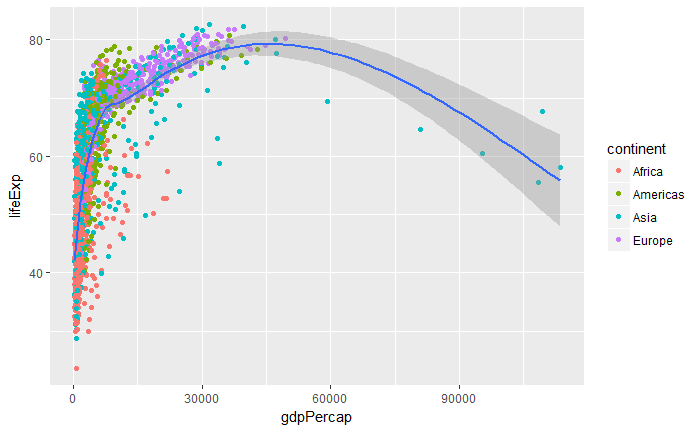 80
60
40
lifeExp
0
30000
60000
90000
gdpPercap
continent
Africa
Americas
Asia
Europe